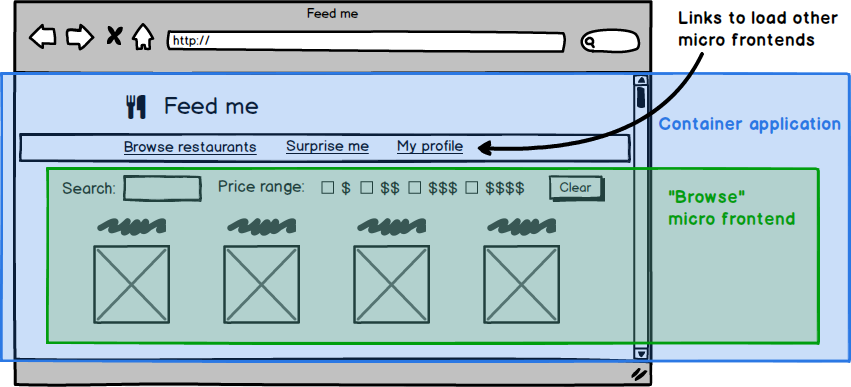 Feed me
http://
Links to load other
micro frontends
Feed me
Container application
Browse restaurants Surprise me My profile
Search: Price range: $ $$ $$$ $$$$ Clear
"Browse"
micro frontend